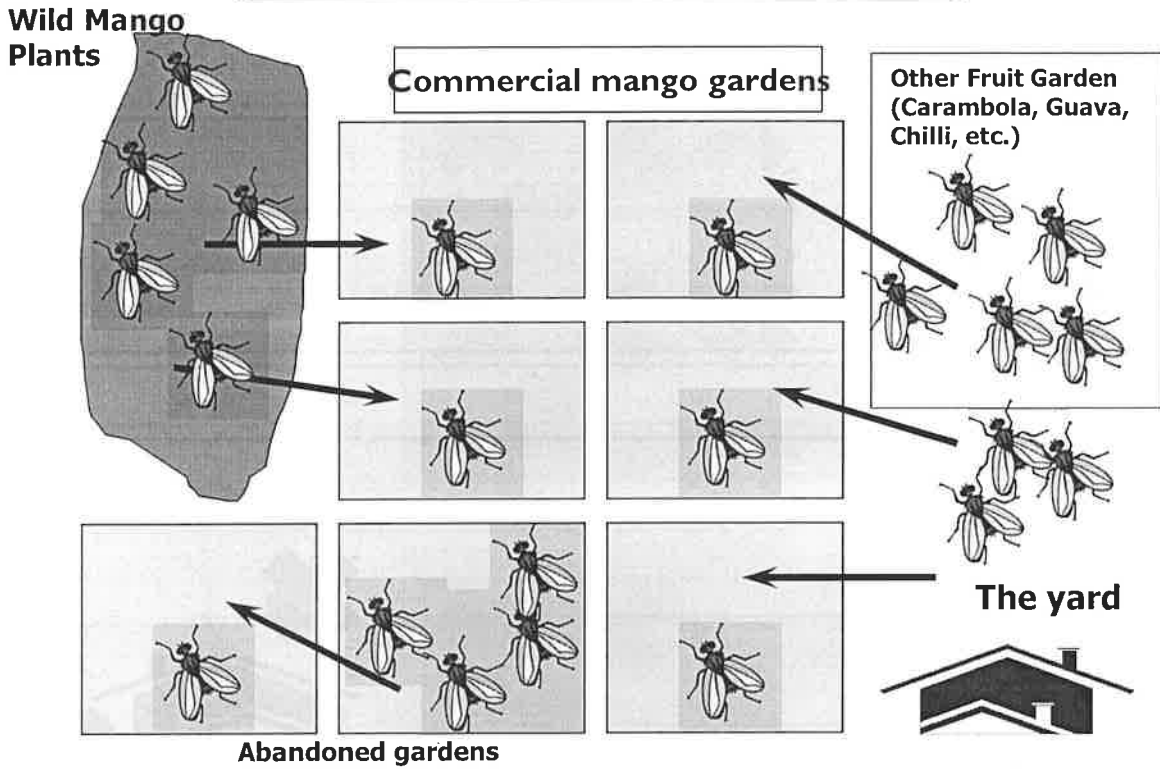 Wild Mango
Plants
Commercial mango gardens
Other Fruit Garden
(Carambola, Guava,
Chilli, etc.)
The yard
Abandoned gardens